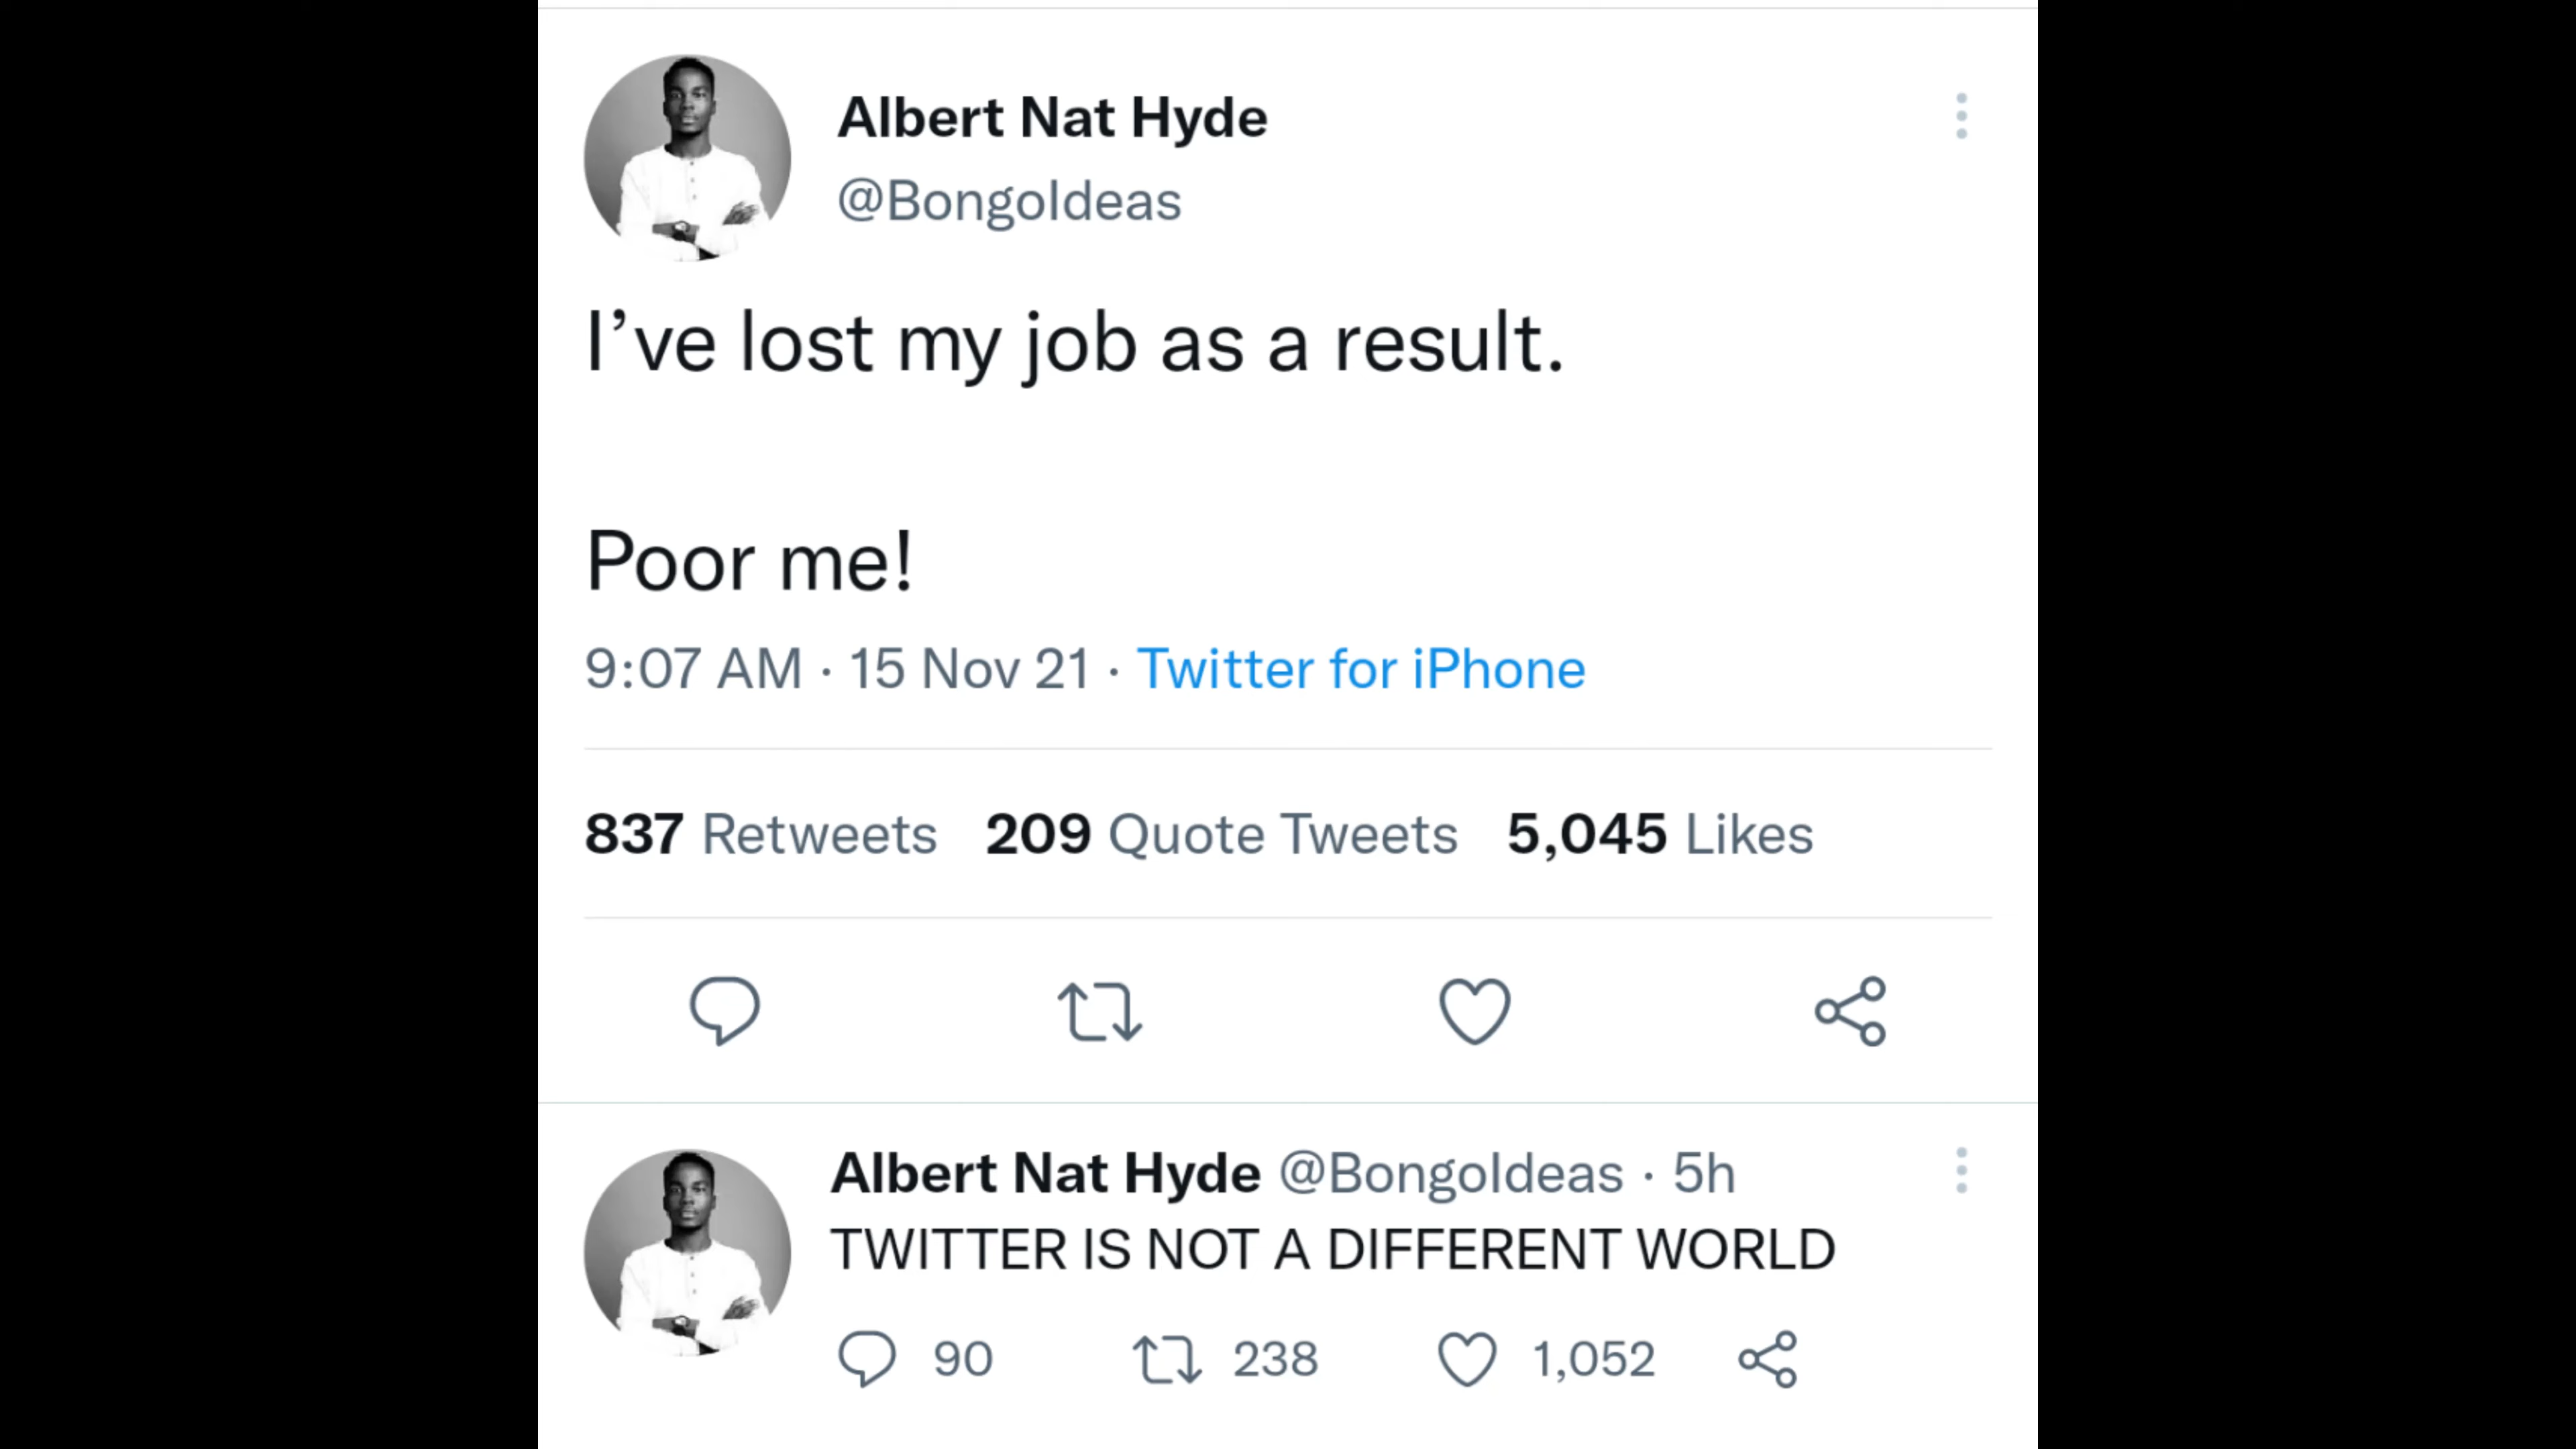 Albert Nat Hyde
@BongoIdeas
I’ve lost my job as a result.
Poor me!
9:07 AM · 15 Nov 21 · Twitter for iPhone
837 Retweets 209 Quote Tweets 5,045 Likes
Albert Nat Hyde @BongoIdeas · 5h
TWITTER IS NOT A DIFFERENT WORLD
90 238 1,052